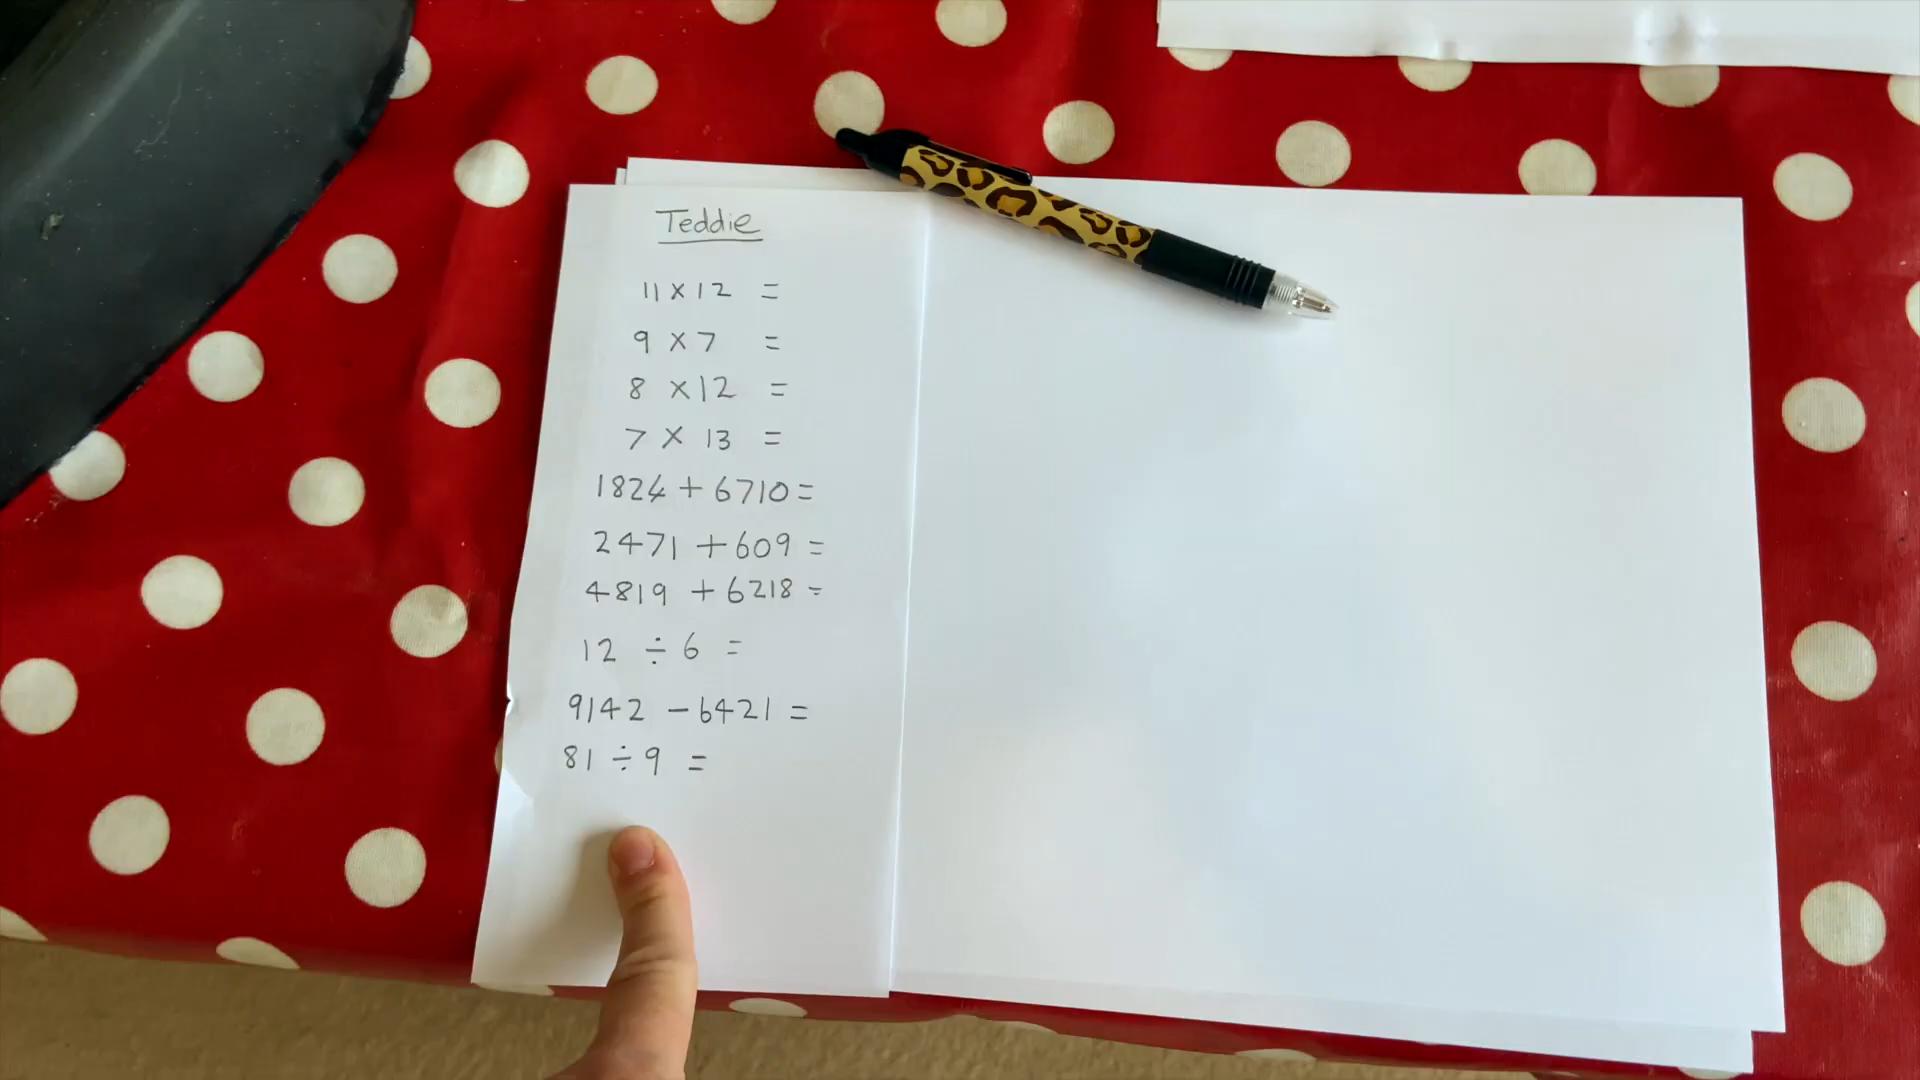 Teddie
11 × 12 =
9 × 7 =
8 × 12 =
7 × 13 =
1824 + 6710 =
2471 + 609 =
4819 + 6218 =
12 ÷ 6 =
9142 - 6421 =
81 ÷ 9 =